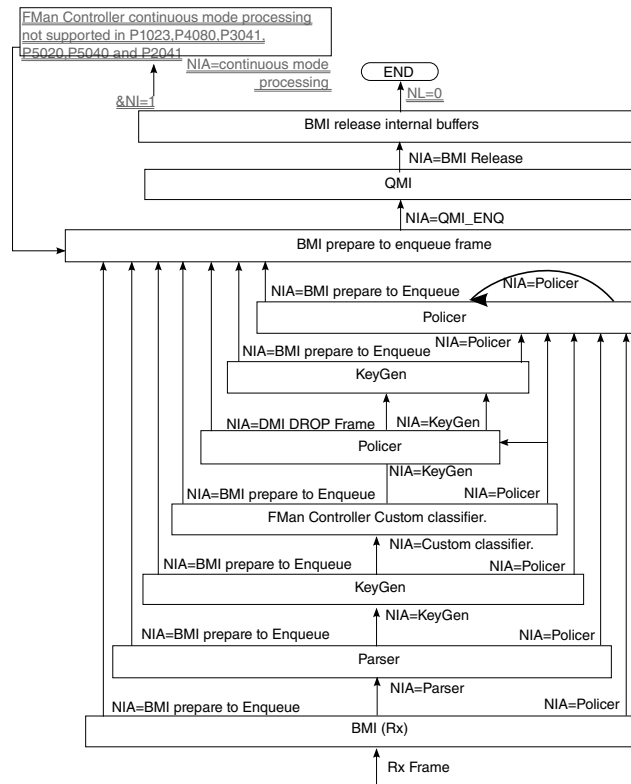 FMan Controller continuous mode processing
not supported in P1023,P4080,P3041,
P5020,P5040 and P2041
NIA=continuous mode
processing
END
&NI=1
NL=0
BMI release internal buffers
NIA=BMI Release
QMI
NIA=QMI_ENQ
BMI prepare to enqueue frame
NIA=BMI prepare to Enqueue
NIA=Policer
Policer
NIA=BMI prepare to Enqueue
NIA=Policer
KeyGen
NIA=DMI DROP Frame
NIA=KeyGen
Policer
NIA=KeyGen
NIA=BMI prepare to Enqueue
NIA=Policer
FMan Controller Custom classifier.
NIA=Custom classifier.
NIA=BMI prepare to Enqueue
NIA=Policer
KeyGen
NIA=KeyGen
NIA=BMI prepare to Enqueue
NIA=Policer
Parser
NIA=Parser
NIA=BMI prepare to Enqueue
NIA=Policer
BMI (Rx)
Rx Frame